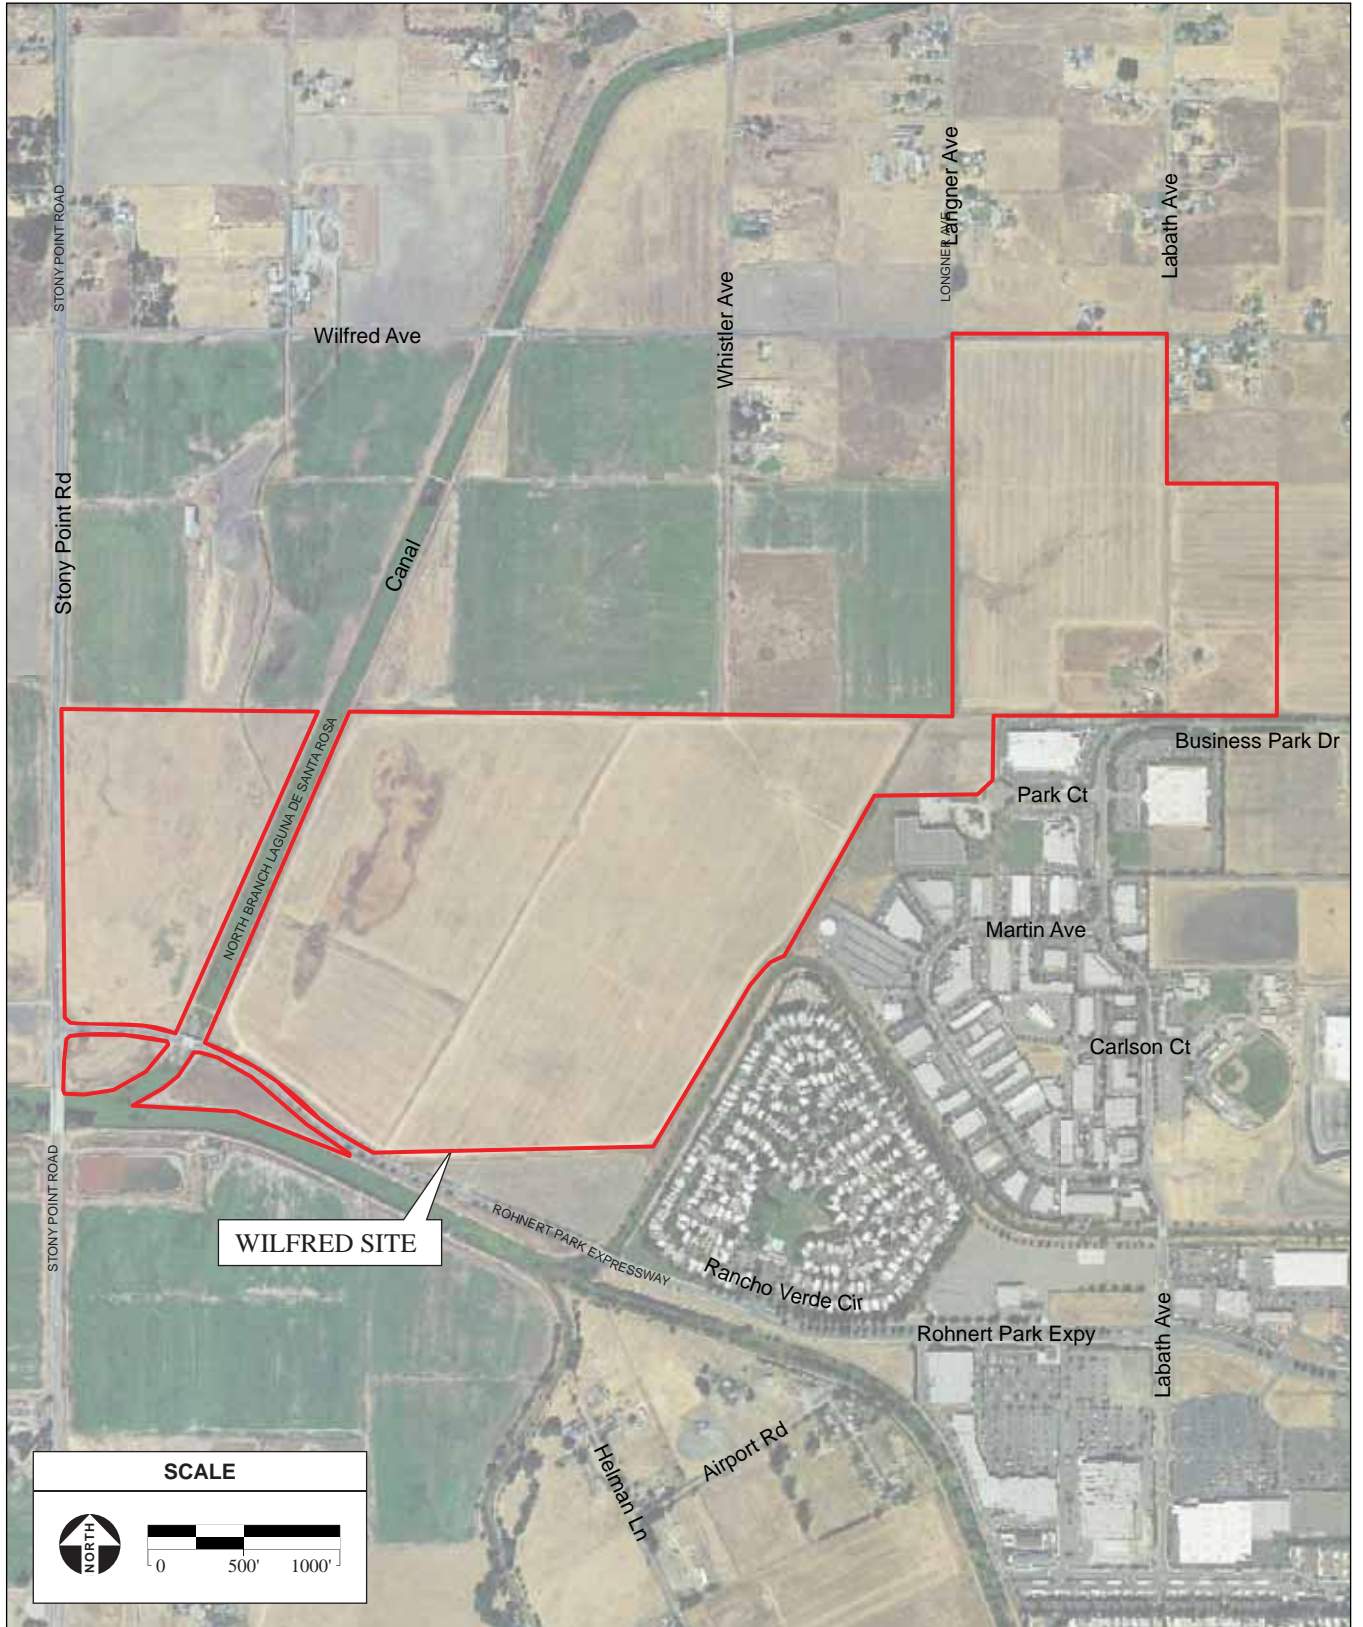 Langner Ave
STONY POINT ROAD
Labath Ave
LONGNER AVE
Whistler Ave
Wilfred Ave
Stony Point Rd
Canal
NORTH BRANCH LAGUNA DE SANTA ROSA
Business Park Dr
Park Ct
Martin Ave
Carlson Ct
STONY POINT ROAD
WILFRED SITE
ROHNERT PARK EXPRESSWAY
Rancho Verde Cir
Rohnert Park Expy
Labath Ave
Airport Rd
Helman Ln
SCALE
NORTH
0 500' 1000'